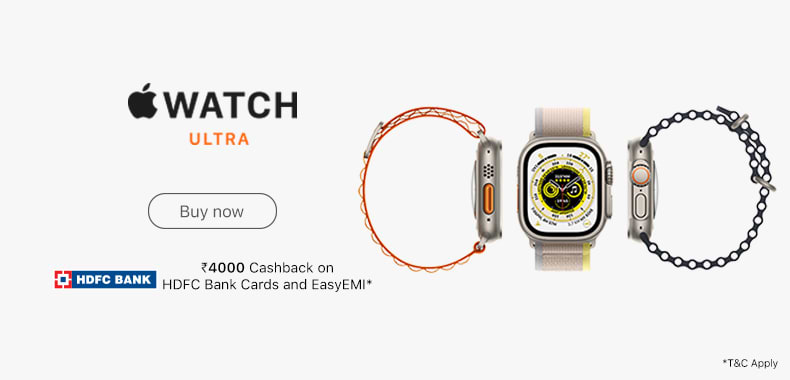 WATCH
ULTRA
Buy now
HDFC BANK
₹4000 Cashback on
HDFC Bank Cards and EasyEMI*
*T&C Apply